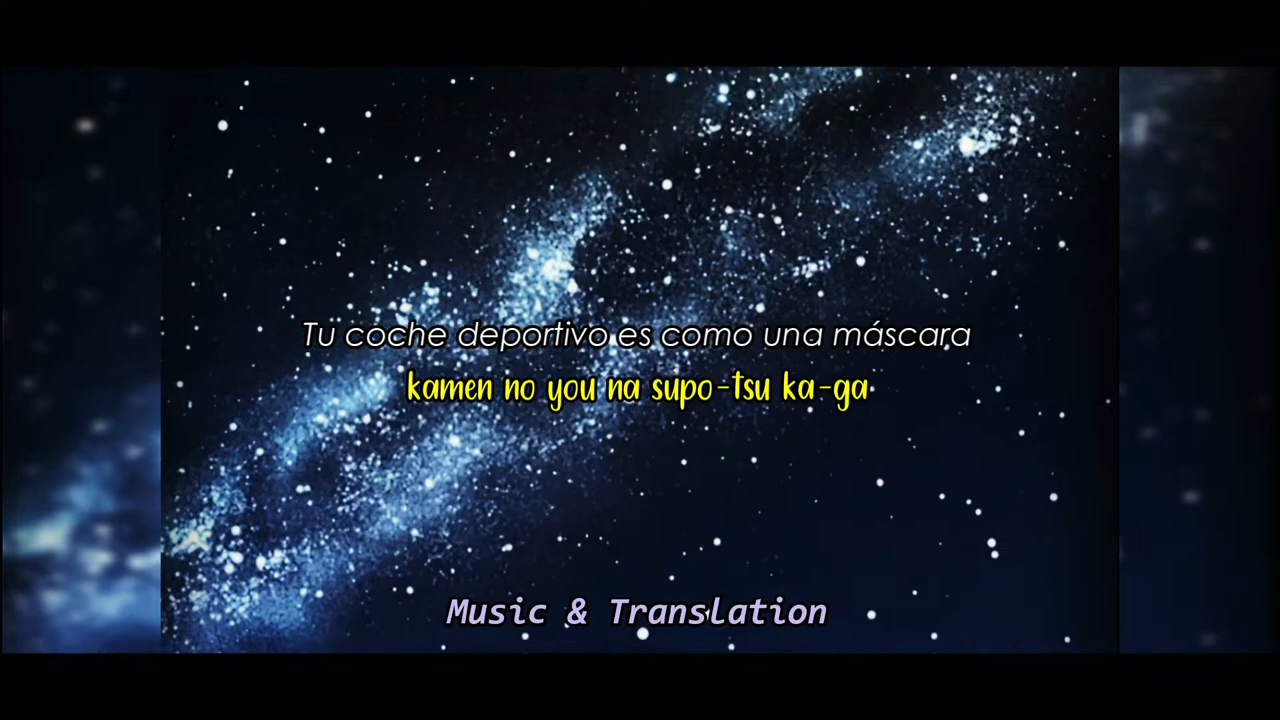 Tu coche deportivo es como una máscara
kamen no you na supo-tsu ka-ga
Music & Translation